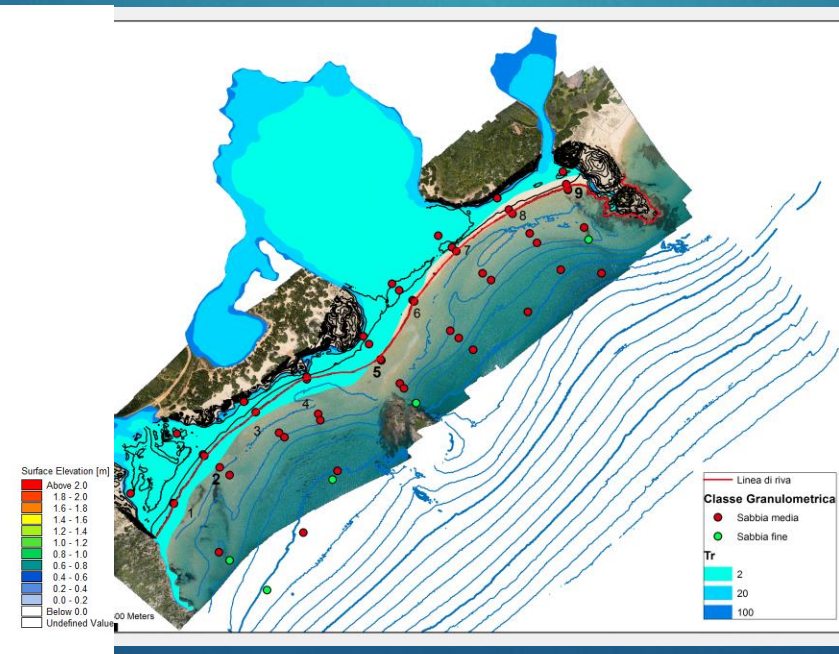 9
8
7
6
5
4
3
2
1
Surface Elevation [m]
Above 2.0
1.8 - 2.0
1.6 - 1.8
1.4 - 1.6
1.2 - 1.4
1.0 - 1.2
0.8 - 1.0
0.6 - 0.8
0.4 - 0.6
0.2 - 0.4
0.0 - 0.2
Below 0.0
Undefined Value
00 Meters
Linea di riva
Classe Granulometrica
Sabbia media
Sabbia fine
Tr
2
20
100